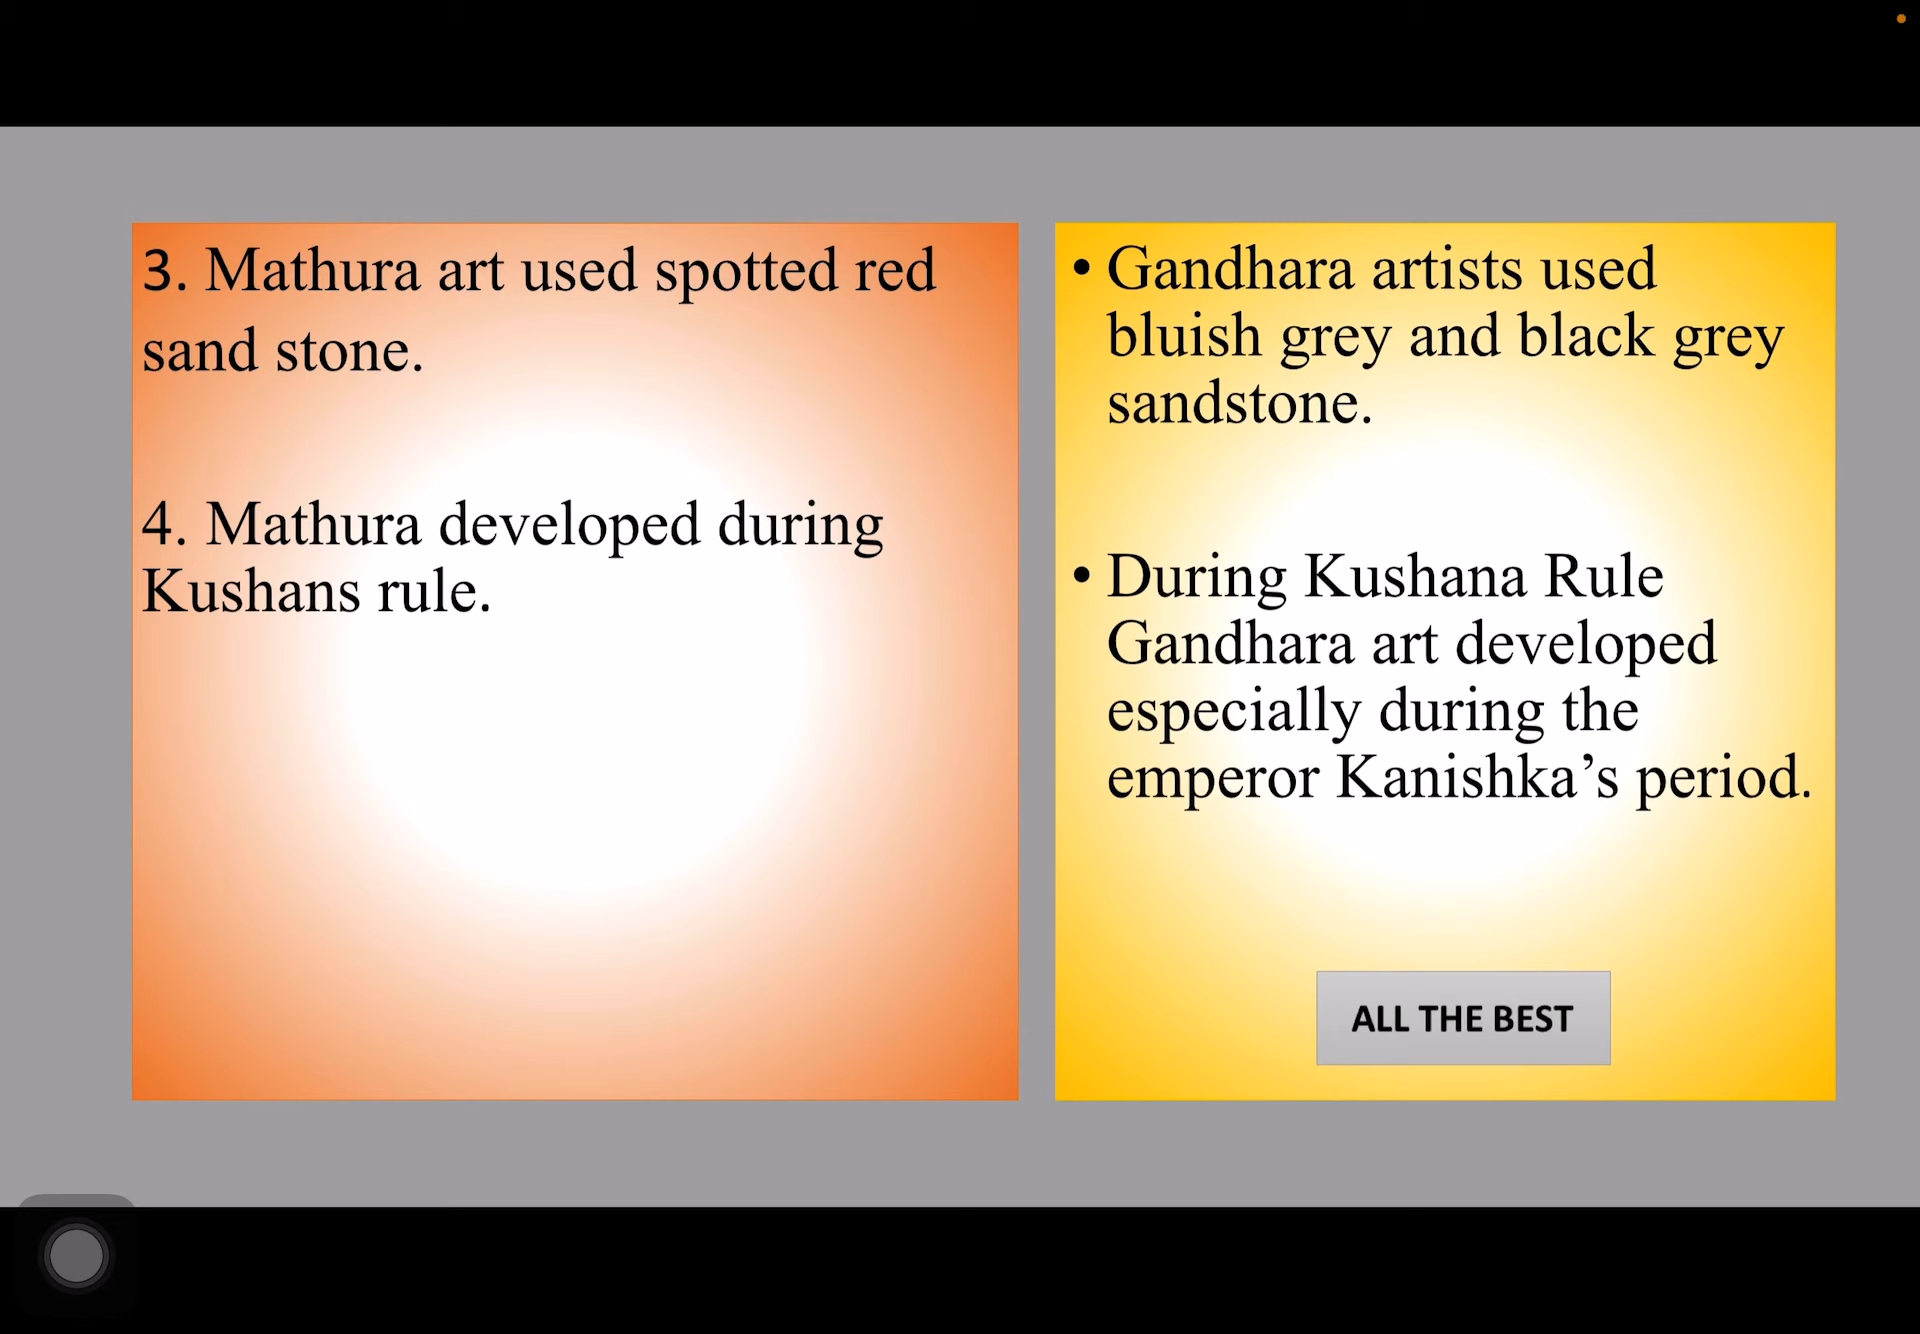 3. Mathura art used spotted red
sand stone.
4. Mathura developed during
Kushans rule.
• Gandhara artists used
bluish grey and black grey
sandstone.
• During Kushana Rule
Gandhara art developed
especially during the
emperor Kanishka’s period.
ALL THE BEST